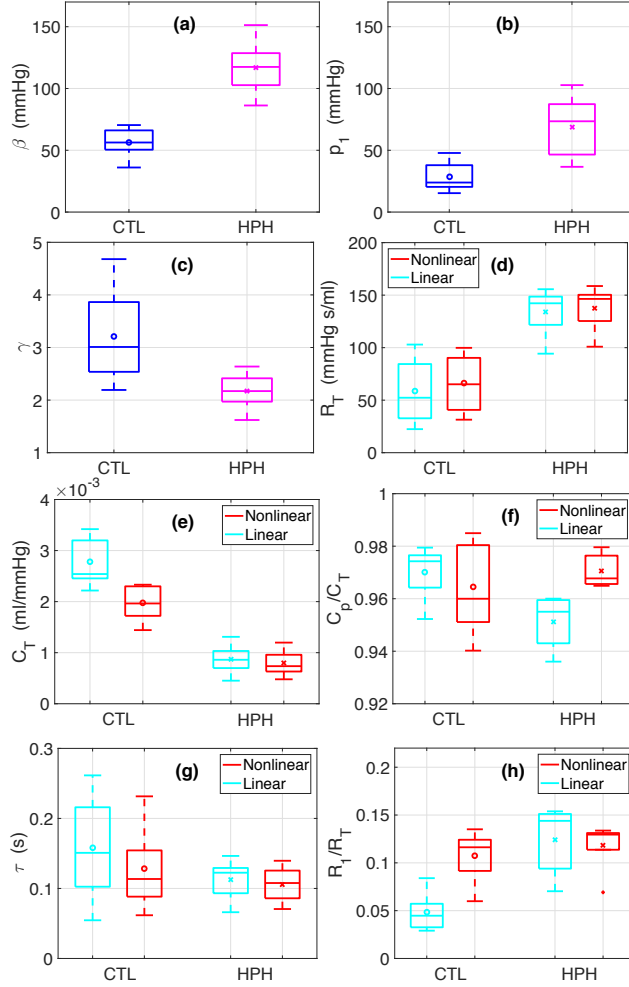 (a)
β (mmHg)
150
100
50
0
CTL
HPH
(b)
p1 (mmHg)
150
100
50
0
CTL
HPH
(c)
γ
5
4
3
2
1
CTL
HPH
(d)
Nonlinear
Linear
RT (mmHg s/ml)
200
150
100
50
0
CTL
HPH
(e)
Nonlinear
Linear
×10-3
CT (ml/mmHg)
4
3
2
1
0
CTL
HPH
(f)
Nonlinear
Linear
Cp/CT
1
0.98
0.96
0.94
0.92
CTL
HPH
(g)
Nonlinear
Linear
τ (s)
0.3
0.2
0.1
0
CTL
HPH
(h)
Nonlinear
Linear
R1/RT
0.2
0.15
0.1
0.05
0
CTL
HPH